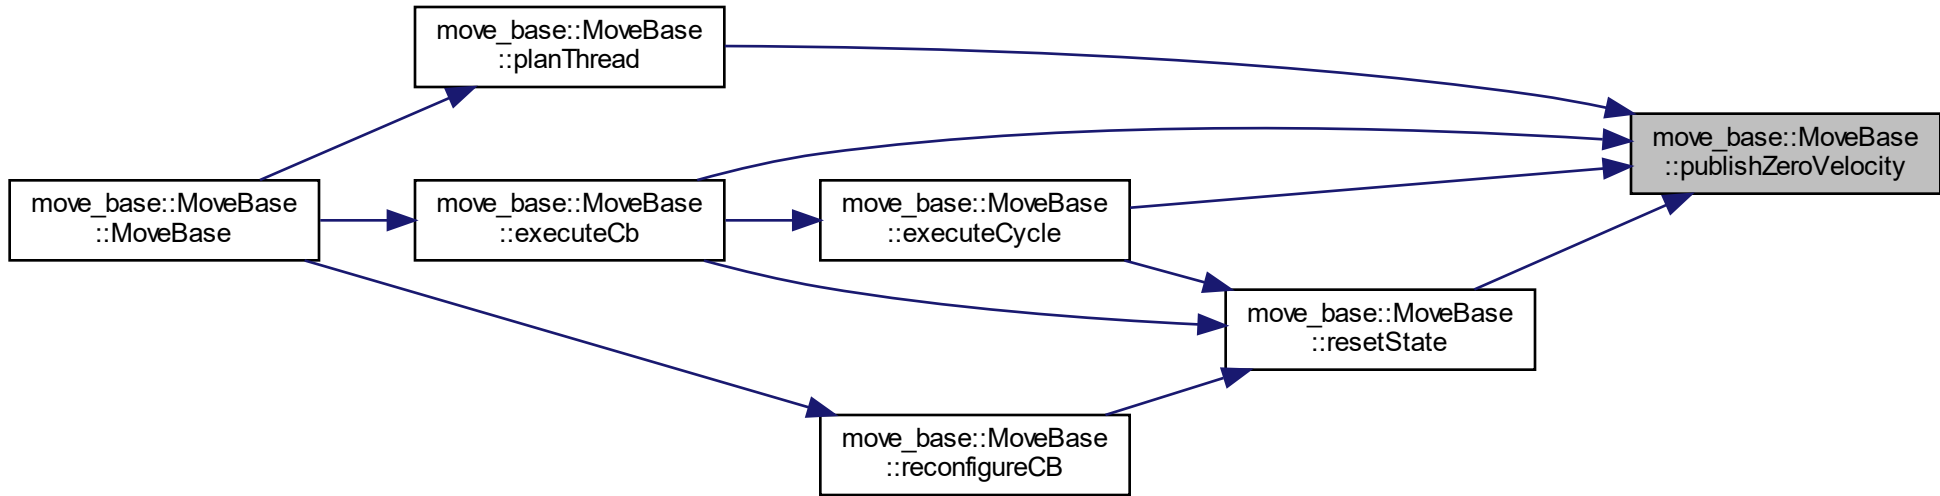 move_base::MoveBase
::planThread
move_base::MoveBase
::publishZeroVelocity
move_base::MoveBase
::MoveBase
move_base::MoveBase
::executeCb
move_base::MoveBase
::executeCycle
move_base::MoveBase
::resetState
move_base::MoveBase
::reconfigureCB